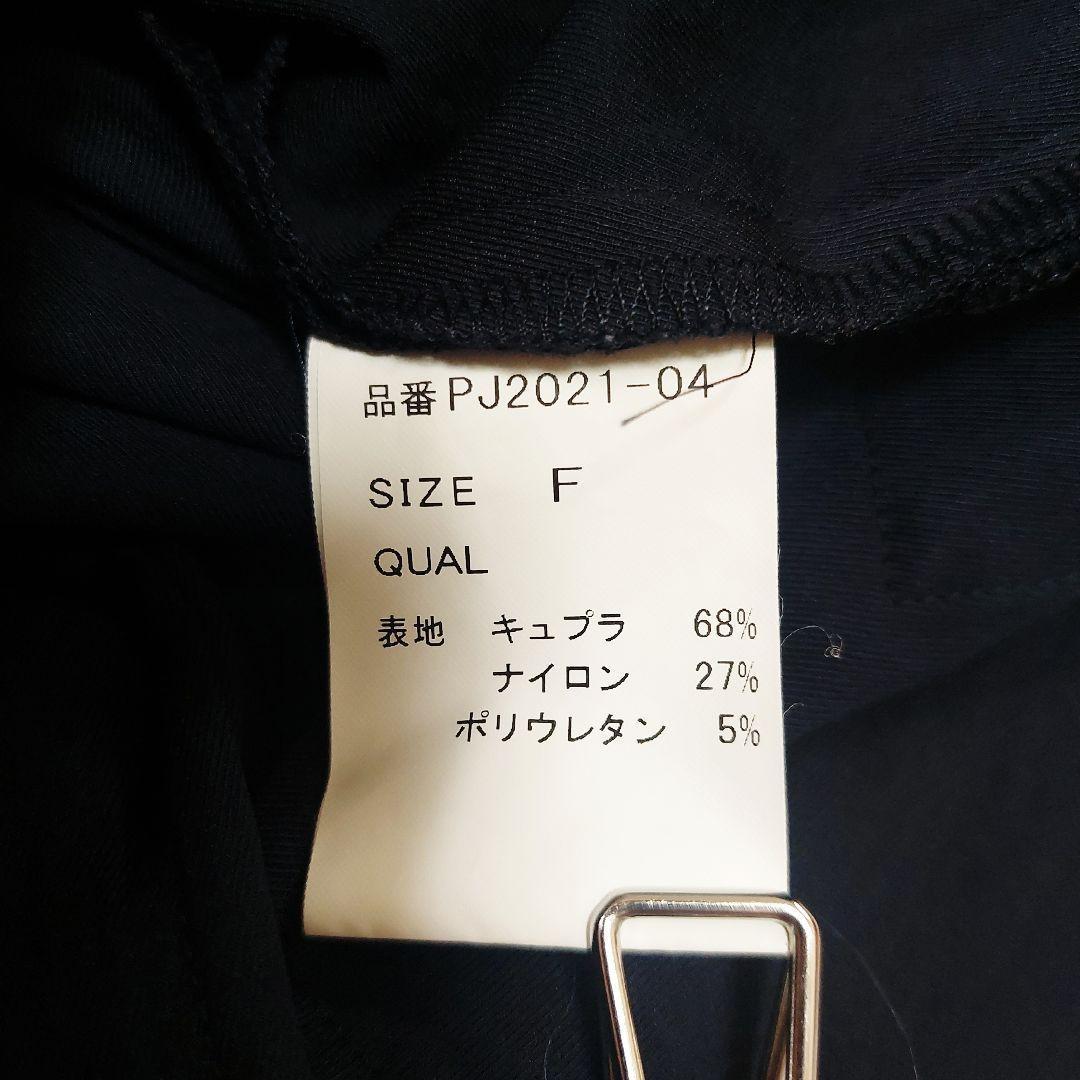 品番PJ2021-04
SIZE F
QUAL
表地 キュプラ 68%
ナイロン 27%
ポリウレタン 5%